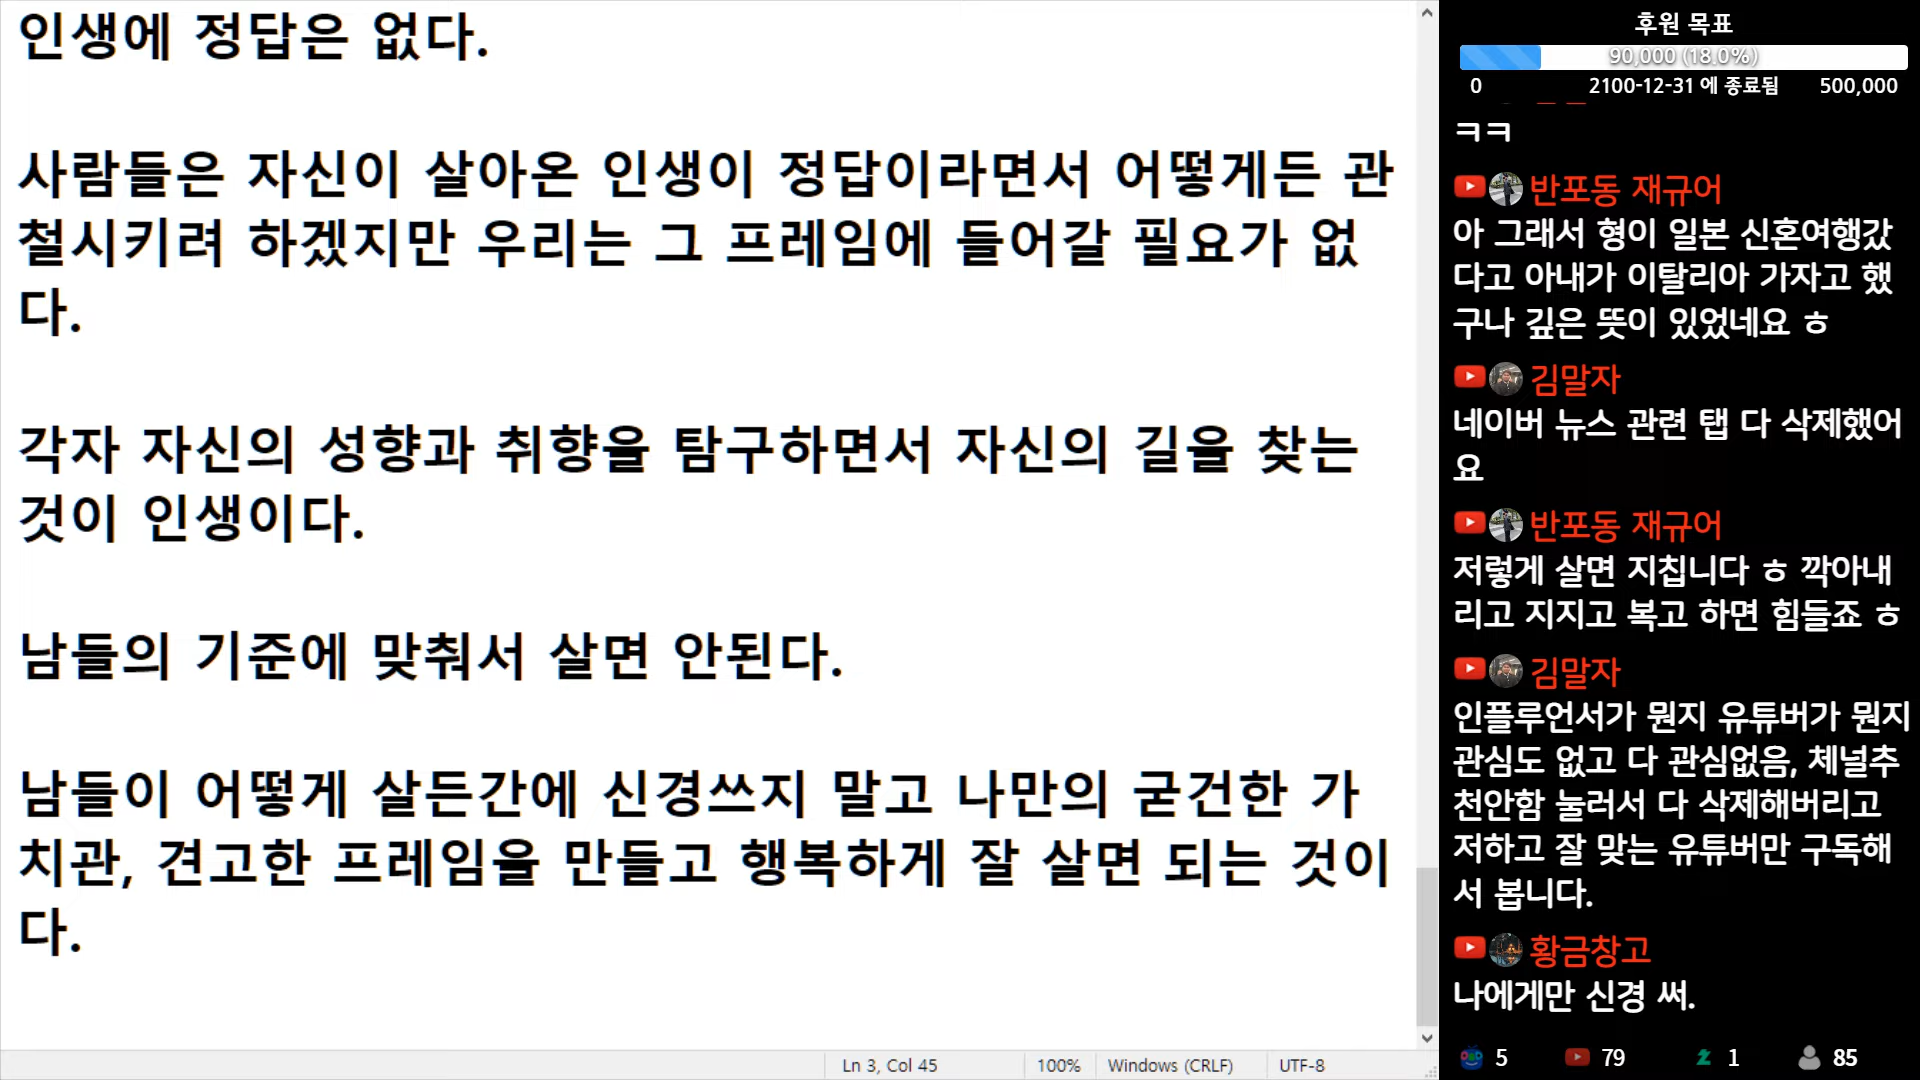 인생에 정답은 없다.
사람들은 자신이 살아온 인생이 정답이라면서 어떻게든 관
철시키려 하겠지만 우리는 그 프레임에 들어갈 필요가 없
다.
각자 자신의 성향과 취향을 탐구하면서 자신의 길을 찾는
것이 인생이다.
남들의 기준에 맞춰서 살면 안된다.
남들이 어떻게 살든간에 신경쓰지 말고 나만의 굳건한 가
치관, 견고한 프레임을 만들고 행복하게 잘 살면 되는 것이
다.
Ln 3, Col 45
100%
Windows (CRLF)
UTF-8
후원 목표
90,000 (18.0%)
0 2100-12-31 에 종료됨 500,000
ㅋㅋ
반포동 재규어
아 그래서 형이 일본 신혼여행갔
다고 아내가 이탈리아 가자고 했
구나 깊은 뜻이 있었네요 ㅎ
김말자
네이버 뉴스 관련 탭 다 삭제했어
요
반포동 재규어
저렇게 살면 지칩니다 ㅎ 깍아내
리고 지지고 복고 하면 힘들죠 ㅎ
김말자
인플루언서가 뭔지 유튜버가 뭔지
관심도 없고 다 관심없음, 체널추
천안함 눌러서 다 삭제해버리고
저하고 잘 맞는 유튜버만 구독해
서 봅니다.
황금창고
나에게만 신경 써.
5 79 1 85